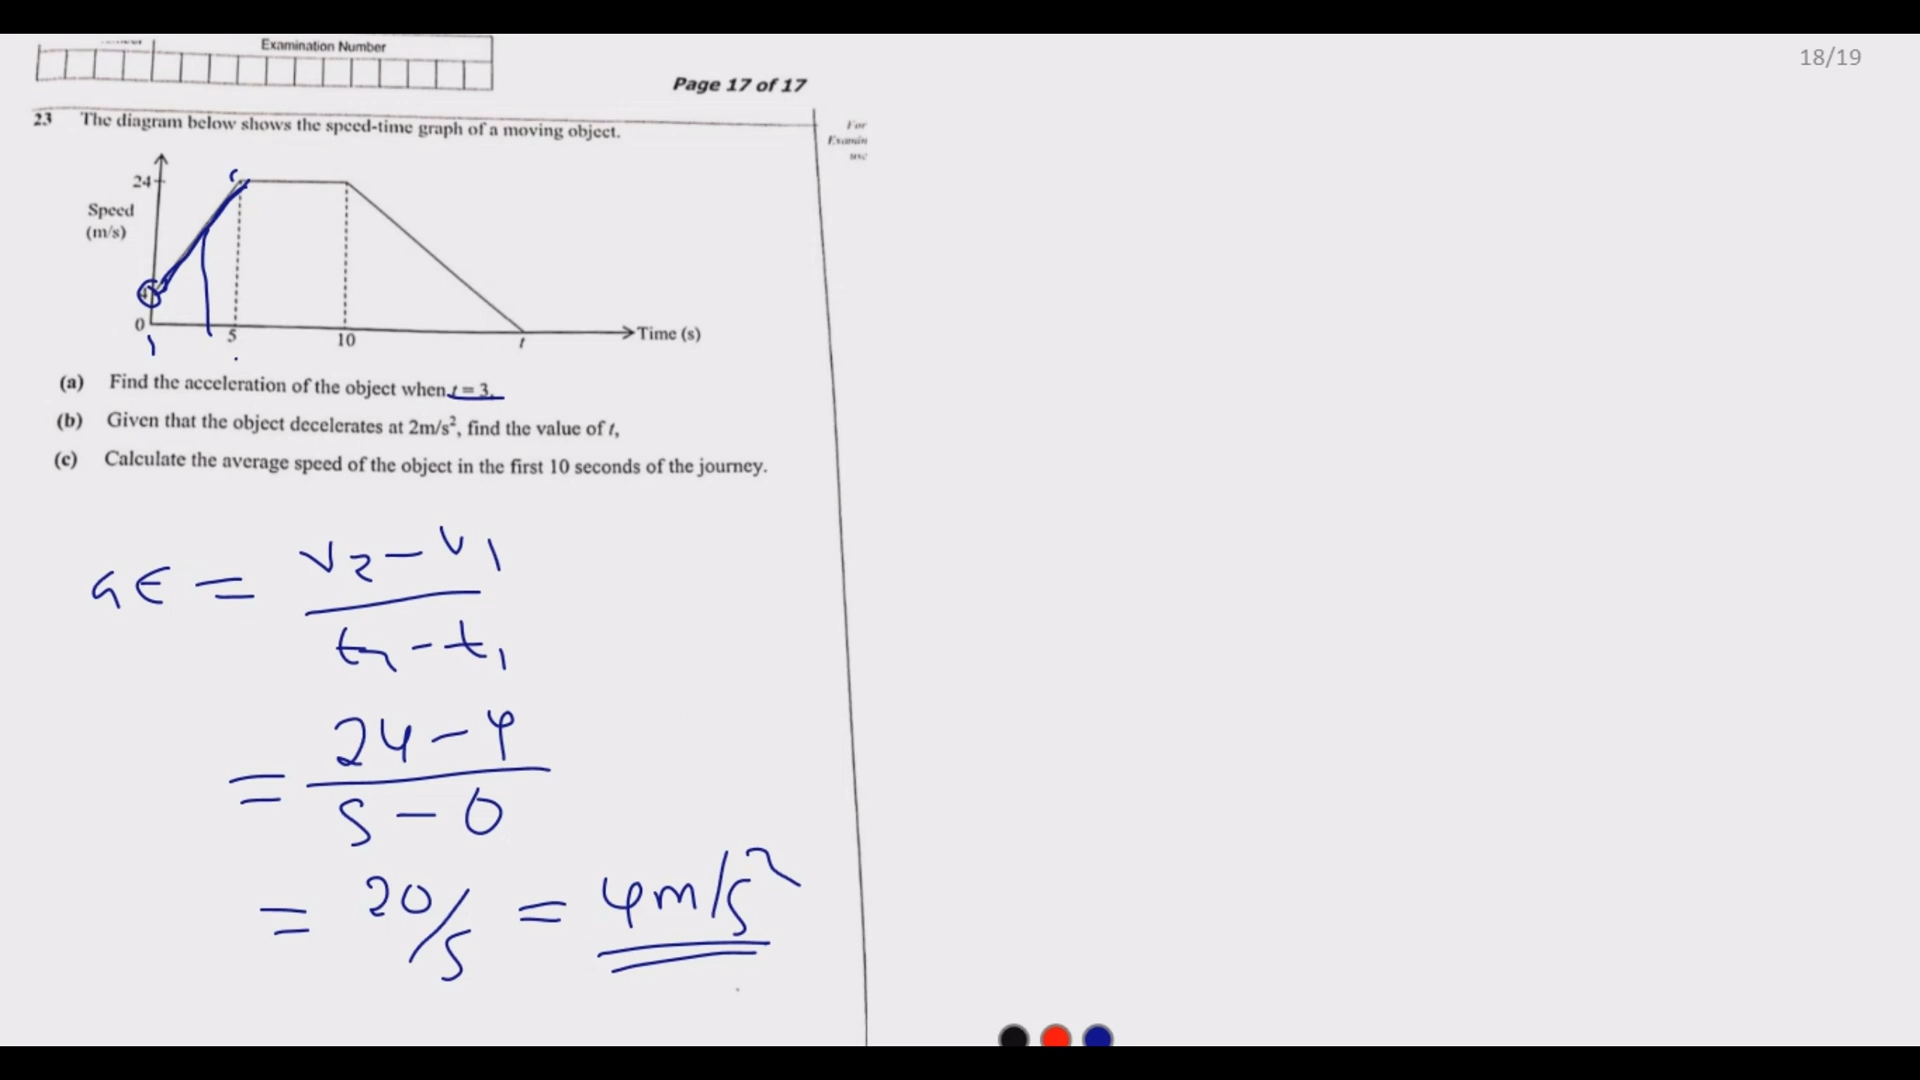 18/19
Examination Number
Page 17 of 17
23 The diagram below shows the speed-time graph of a moving object.
For
Examin
use
24
Speed
(m/s)
0
5
10
t
Time (s)
(a) Find the acceleration of the object when t = 3.
(b) Given that the object decelerates at 2m/s², find the value of t,
(c) Calculate the average speed of the object in the first 10 seconds of the journey.
= v2 - v1
t2 - t1
= 24 - 4
5 - 0
= 20/5 = 4m/s²